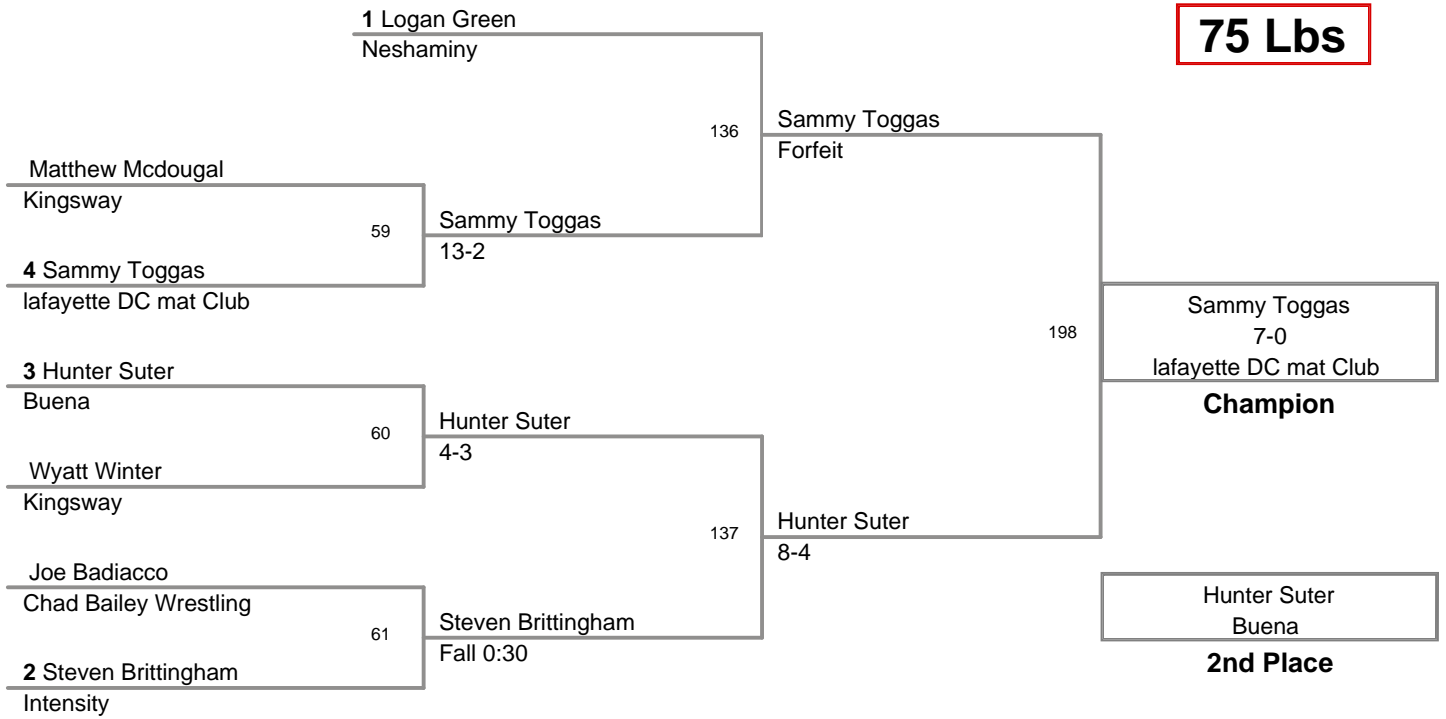 1 Logan Green
Neshaminy
75 Lbs
136
Sammy Toggas
Forfeit
Matthew Mcdougal
Kingsway
59
Sammy Toggas
13-2
4 Sammy Toggas
lafayette DC mat Club
198
Sammy Toggas
7-0
lafayette DC mat Club
Champion
3 Hunter Suter
Buena
60
Hunter Suter
4-3
Wyatt Winter
Kingsway
137
Hunter Suter
8-4
Joe Badiacco
Chad Bailey Wrestling
61
Steven Brittingham
Fall 0:30
2 Steven Brittingham
Intensity
Hunter Suter
Buena
2nd Place